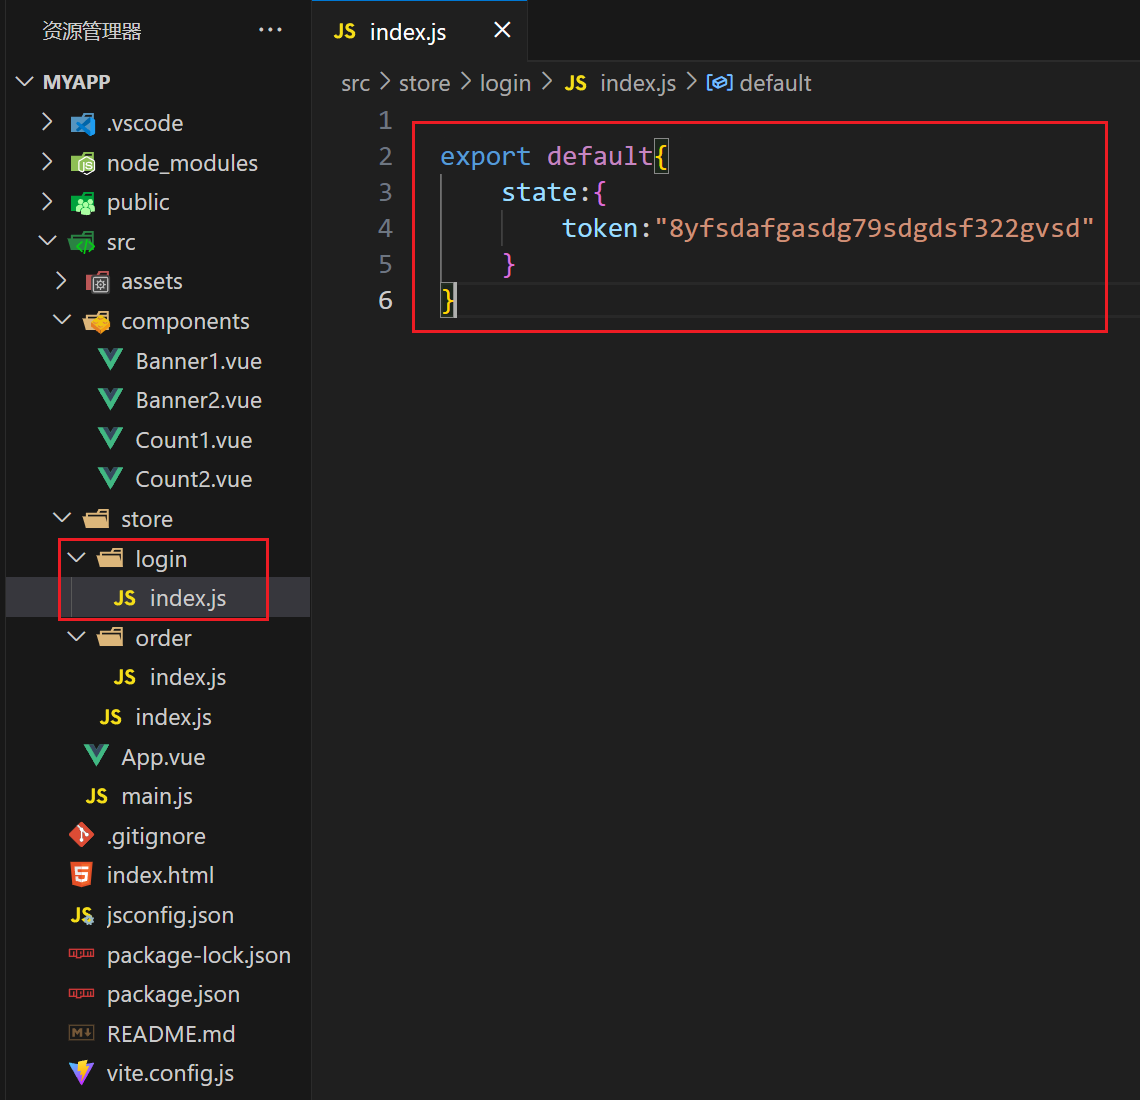 资源管理器 ···
MYAPP
.vscode
node_modules
public
src
assets
components
Banner1.vue
Banner2.vue
Count1.vue
Count2.vue
store
login
JS index.js
order
JS index.js
JS index.js
App.vue
JS main.js
.gitignore
index.html
JS jsconfig.json
package-lock.json
package.json
README.md
vite.config.js
JS index.js
src > store > login > JS index.js > default
1
2 export default{
3 state:{
4 token:"8yfsdafgasdg79sdgdsf322gvsd"
5 }
6 }